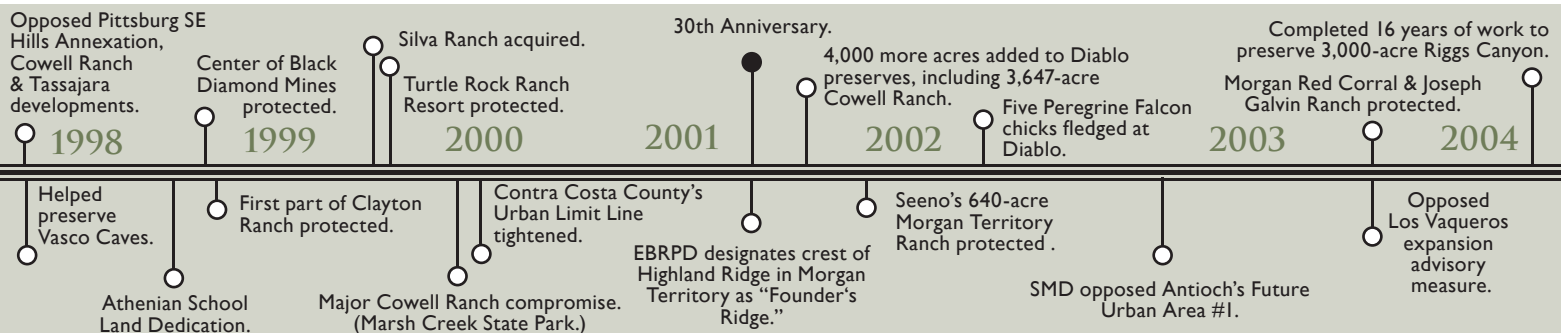 Opposed Pittsburg SE
Hills Annexation,
Cowell Ranch
& Tassajara
developments.
1998
Center of Black
Diamond Mines
protected.
1999
Silva Ranch acquired.
Turtle Rock Ranch
Resort protected.
2000
30th Anniversary.
2001
4,000 more acres added to Diablo
preserves, including 3,647-acre
Cowell Ranch.
2002
Five Peregrine Falcon
chicks fledged at
Diablo.
2003
Completed 16 years of work to
preserve 3,000-acre Riggs Canyon.
Morgan Red Corral & Joseph
Galvin Ranch protected.
2004
Helped
preserve
Vasco Caves.
Athenian School
Land Dedication.
First part of Clayton
Ranch protected.
Major Cowell Ranch compromise.
(Marsh Creek State Park.)
Contra Costa County's
Urban Limit Line
tightened.
EBRPD designates crest of
Highland Ridge in Morgan
Territory as “Founder‘s
Ridge.”
Seeno's 640-acre
Morgan Territory
Ranch protected .
SMD opposed Antioch's Future
Urban Area #1.
Opposed
Los Vaqueros
expansion
advisory
measure.